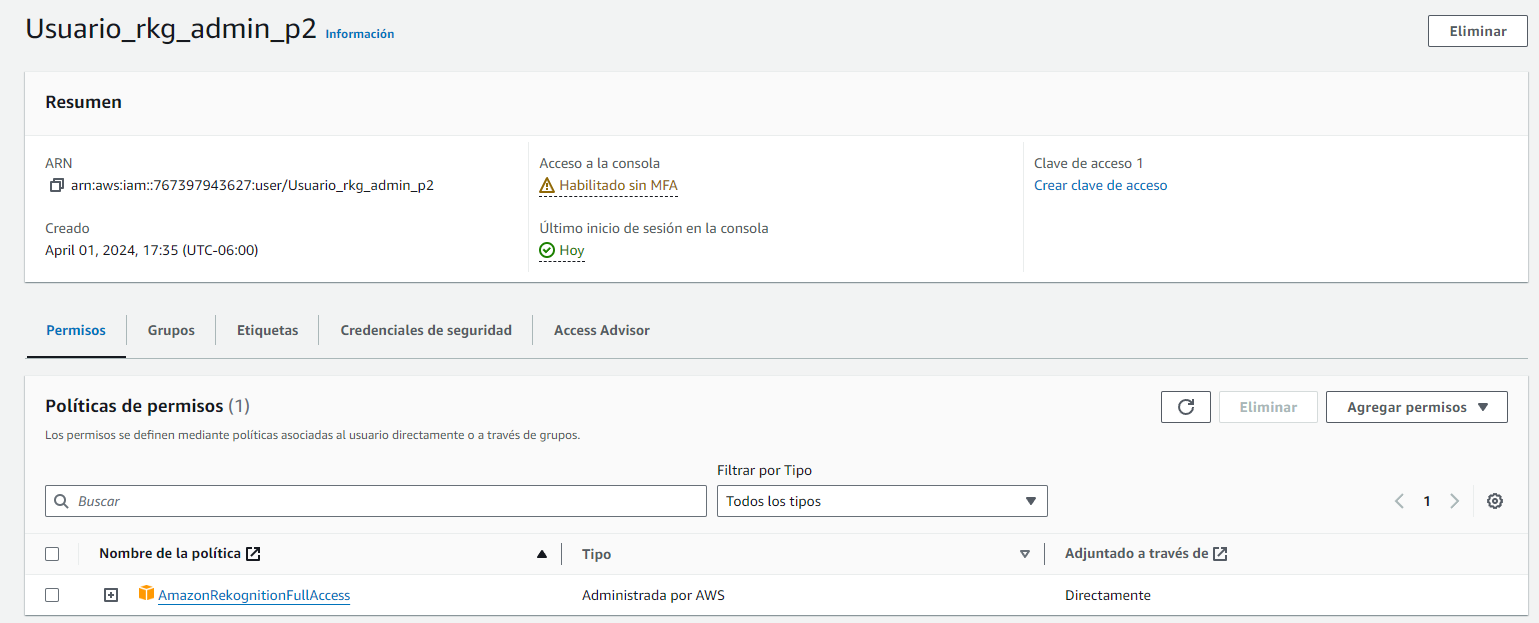 Usuario_rkg_admin_p2 Información
Eliminar
Resumen
ARN
arn:aws:iam::767397943627:user/Usuario_rkg_admin_p2
Creado
April 01, 2024, 17:35 (UTC-06:00)
Acceso a la consola
Habilitado sin MFA
Último inicio de sesión en la consola
Hoy
Clave de acceso 1
Crear clave de acceso
Permisos Grupos Etiquetas Credenciales de seguridad Access Advisor
Políticas de permisos (1)
Eliminar Agregar permisos
Los permisos se definen mediante políticas asociadas al usuario directamente o a través de grupos.
Filtrar por Tipo
Buscar Todos los tipos 1
Nombre de la política Tipo Adjuntado a través de
AmazonRekognitionFullAccess Administrada por AWS Directamente